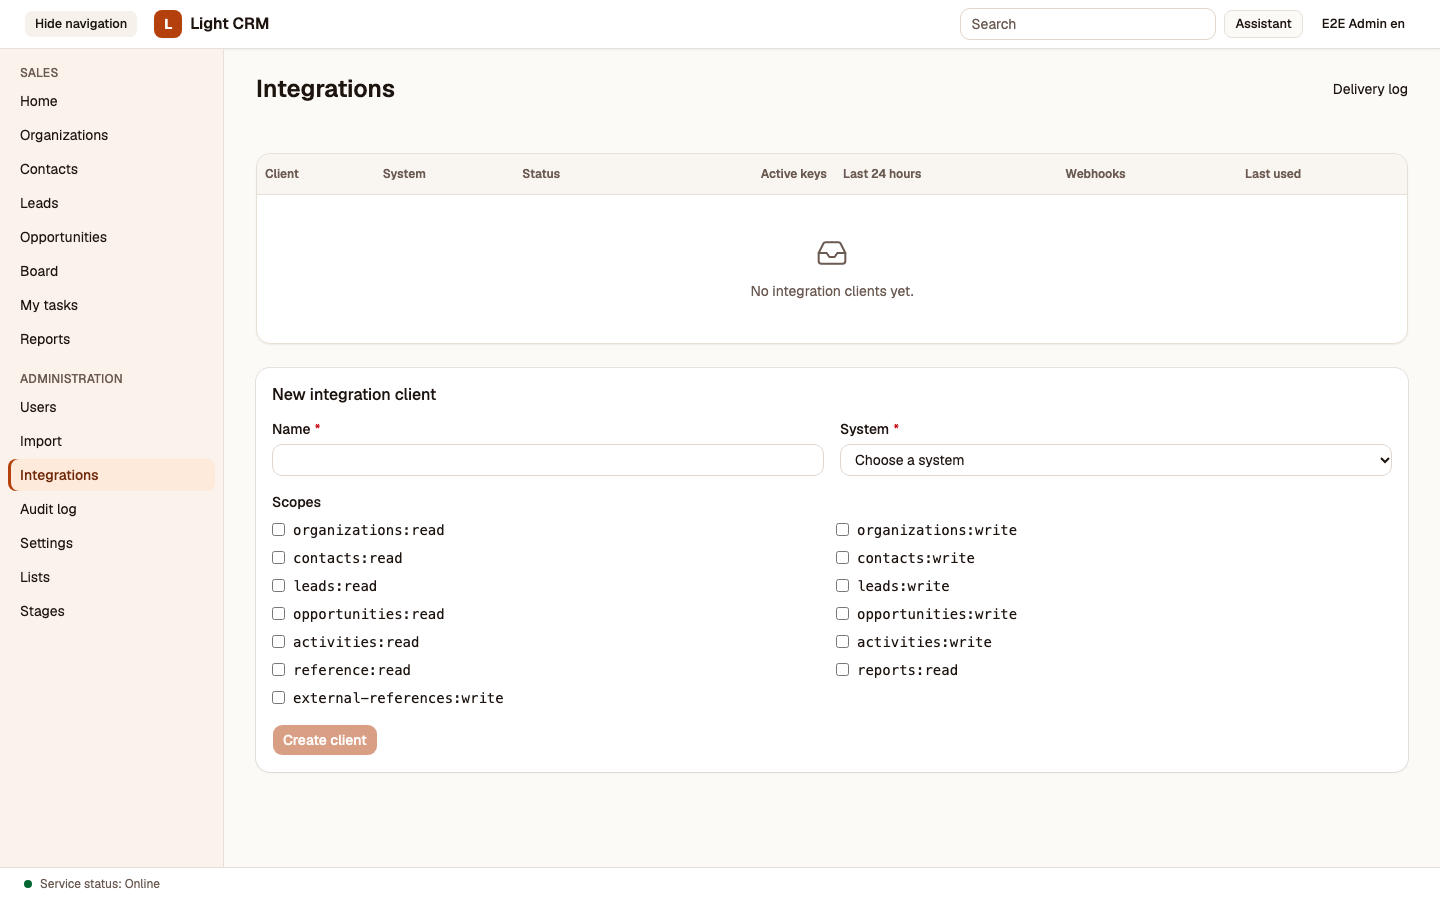 Hide navigation
L
Light CRM
Search
Assistant
E2E Admin en
SALES
Home
Organizations
Contacts
Leads
Opportunities
Board
My tasks
Reports
ADMINISTRATION
Users
Import
Integrations
Audit log
Settings
Lists
Stages
Integrations
Delivery log
Client System Status Active keys Last 24 hours Webhooks Last used
No integration clients yet.
New integration client
Name *
System *
Choose a system
Scopes
organizations:read
organizations:write
contacts:read
contacts:write
leads:read
leads:write
opportunities:read
opportunities:write
activities:read
activities:write
reference:read
reports:read
external-references:write
Create client
Service status: Online